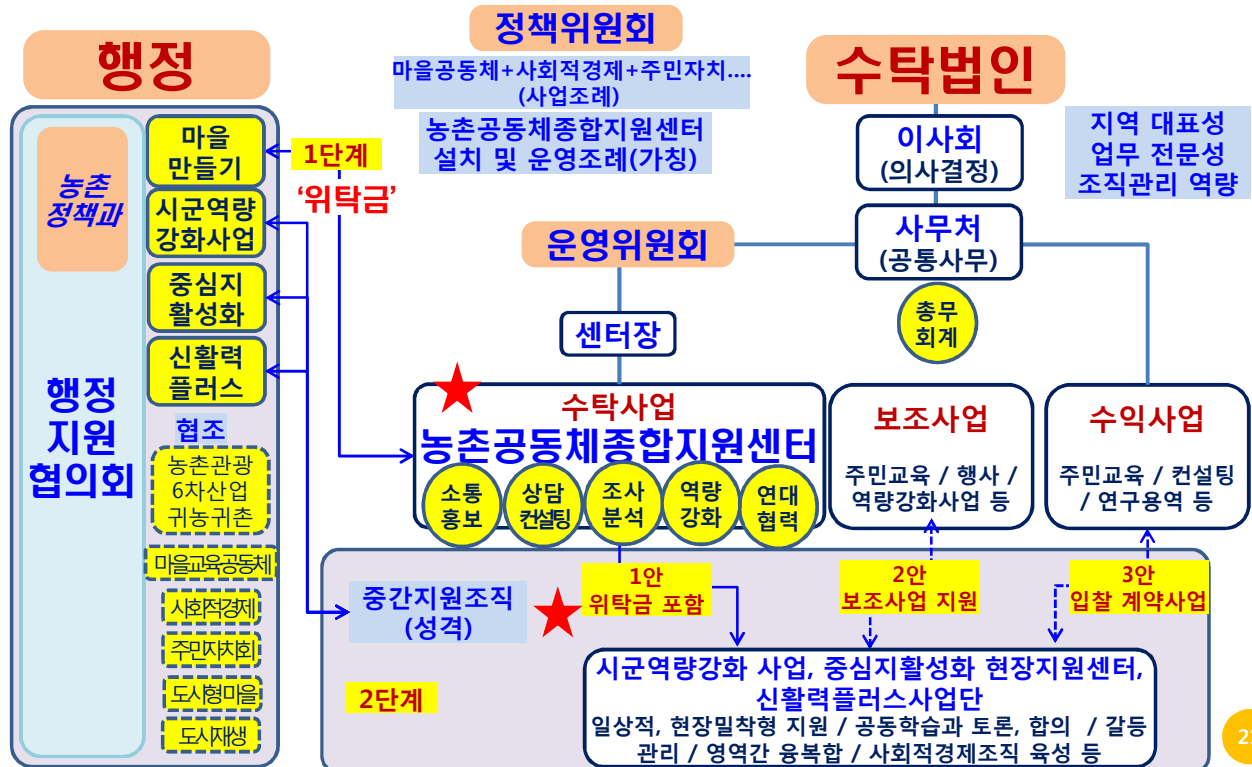 행정
농촌
정책과
행정
지원
협의회
마을
만들기
시군역량
강화사업
중심지
활성화
신활력
플러스
협조
농촌관광
6차산업
귀농귀촌
마을교육공동체
사회적경제
주민자치회
도시형마을
도시재생
정책위원회
마을공동체+사회적경제+주민자치....
(사업조례)
농촌공동체종합지원센터
설치 및 운영조례(가칭)
1단계
‘위탁금’
수탁법인
이사회
(의사결정)
지역 대표성
업무 전문성
조직관리 역량
운영위원회
사무처
(공통사무)
총무
회계
센터장
수탁사업
농촌공동체종합지원센터
소통
홍보
상담
컨설팅
조사
분석
역량
강화
연대
협력
보조사업
주민교육 / 행사 /
역량강화사업 등
수익사업
주민교육 / 컨설팅
/ 연구용역 등
중간지원조직
(성격)
1안
위탁금 포함
2안
보조사업 지원
3안
입찰 계약사업
2단계
시군역량강화 사업, 중심지활성화 현장지원센터,
신활력플러스사업단
일상적, 현장밀착형 지원 / 공동학습과 토론, 합의 / 갈등
관리 / 영역간 융복합 / 사회적경제조직 육성 등